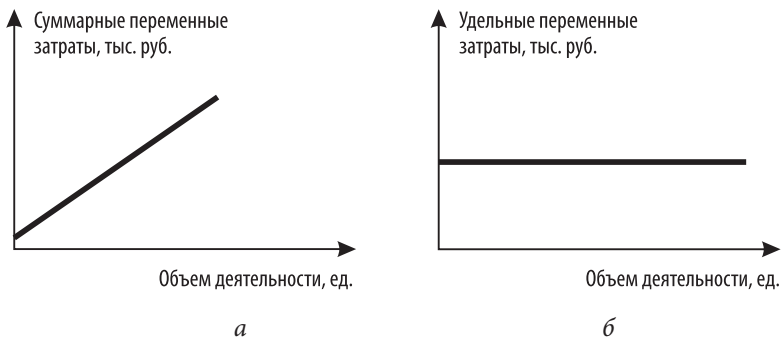 Суммарные переменные
затраты, тыс. руб.
Объем деятельности, ед.
а
Удельные переменные
затраты, тыс. руб.
Объем деятельности, ед.
б